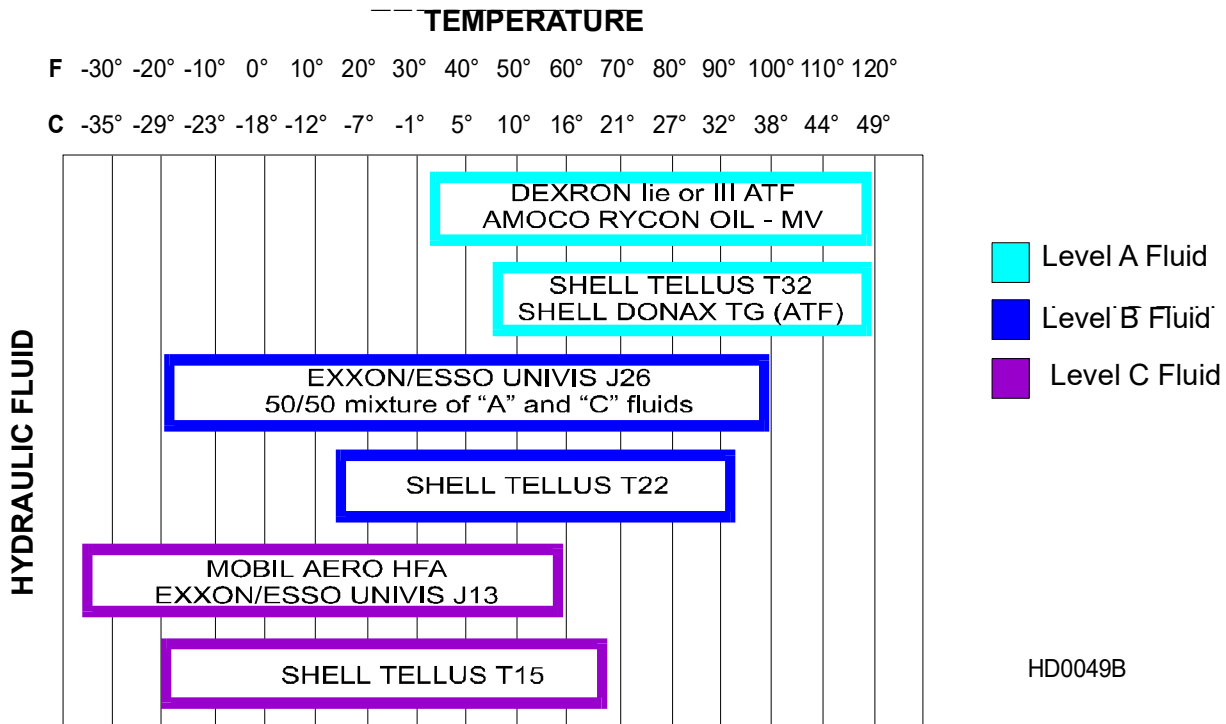 TEMPERATURE
F -30° -20° -10° 0° 10° 20° 30° 40° 50° 60° 70° 80° 90° 100° 110° 120°
C -35° -29° -23° -18° -12° -7° -1° 5° 10° 16° 21° 27° 32° 38° 44° 49°
HYDRAULIC FLUID
DEXRON IIe or III ATF
AMOCO RYCON OIL - MV
SHELL TELLUS T32
SHELL DONAX TG (ATF)
EXXON/ESSO UNIVIS J26
50/50 mixture of “A” and “C” fluids
SHELL TELLUS T22
MOBIL AERO HFA
EXXON/ESSO UNIVIS J13
SHELL TELLUS T15
Level A Fluid
Level B Fluid
Level C Fluid
HD0049B